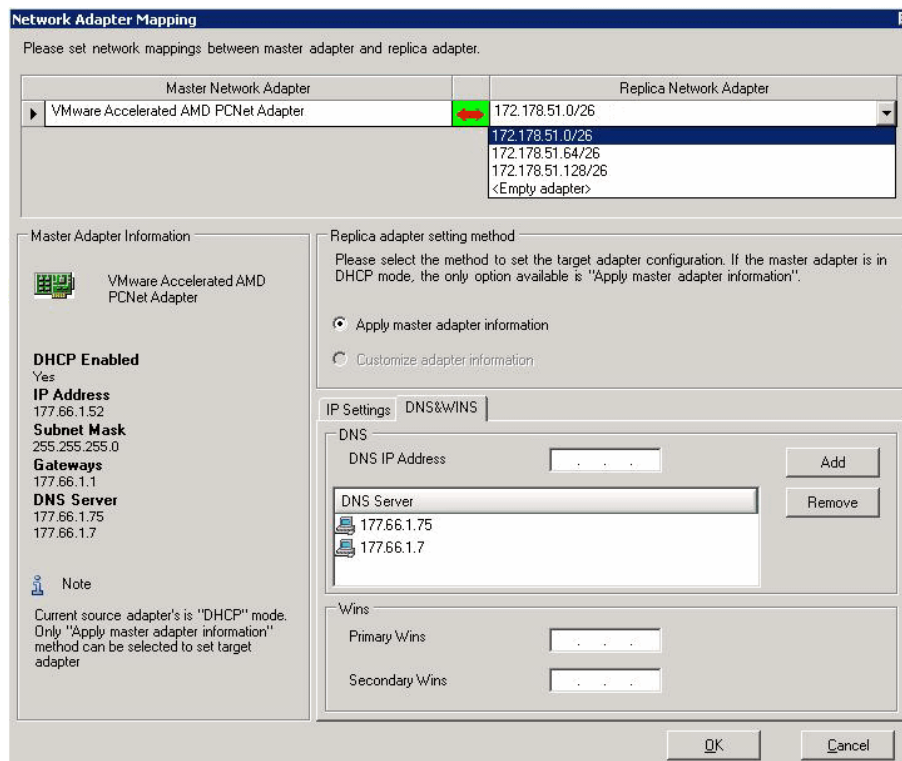 Network Adapter Mapping
Please set network mappings between master adapter and replica adapter.
Master Network Adapter
Replica Network Adapter
VMware Accelerated AMD PCNet Adapter
172.178.51.0/26
172.178.51.0/26
172.178.51.64/26
172.178.51.128/26
<Empty adapter>
Master Adapter Information
VMware Accelerated AMD
PCNet Adapter
DHCP Enabled
Yes
IP Address
177.66.1.52
Subnet Mask
255.255.255.0
Gateways
177.66.1.1
DNS Server
177.66.1.75
177.66.1.7
Note
Current source adapter's is "DHCP" mode.
Only "Apply master adapter information"
method can be selected to set target
adapter
Replica adapter setting method
Please select the method to set the target adapter configuration. If the master adapter is in
DHCP mode, the only option available is "Apply master adapter information".
Apply master adapter information
Customize adapter information
IP Settings
DNS&WINS
DNS
DNS IP Address
Add
DNS Server
Remove
177.66.1.75
177.66.1.7
Wins
Primary Wins
Secondary Wins
OK
Cancel